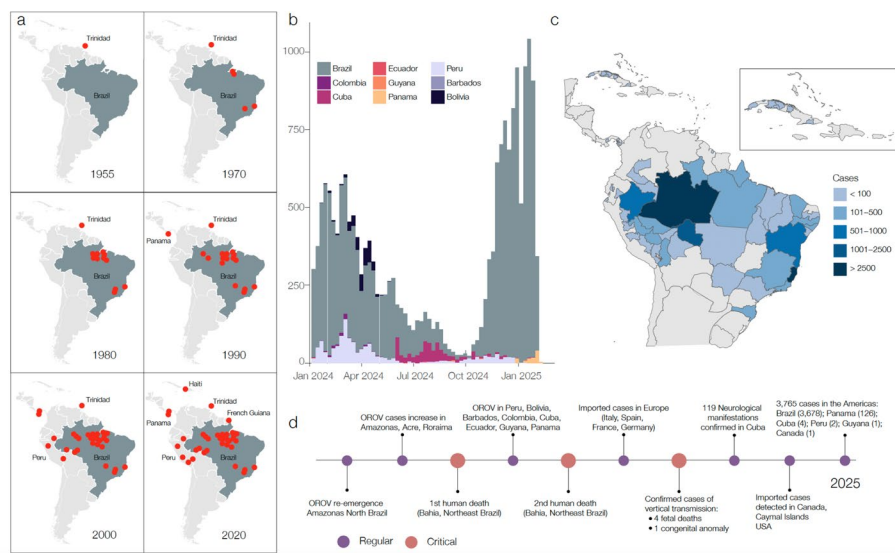 a
Trinidad
Brazil
1955
Trinidad
Brazil
1970
Trinidad
Brazil
1980
Trinidad
Panama
Brazil
1990
Trinidad
Panama
Peru
Brazil
2000
Haiti
Trinidad
French Guiana
Panama
Peru
Brazil
2020
b
1000
750
500
250
0
Brazil
Colombia
Cuba
Ecuador
Guyana
Panama
Peru
Barbados
Bolivia
Jan 2024
Apr 2024
Jul 2024
Oct 2024
Jan 2025
c
Cases
< 100
101–500
501–1000
1001–2500
> 2500
d
OROV cases increase in
Amazonas, Acre, Roraima
OROV in Peru, Bolivia,
Barbados, Colombia, Cuba,
Ecuador, Guyana, Panama
Imported cases in Europe
(Italy, Spain,
France, Germany)
119 Neurological
manifestations
confirmed in Cuba
3,765 cases in the Americas:
Brazil (3,678); Panama (126);
Cuba (4); Peru (2); Guyana (1);
Canada (1)
2025
OROV re-emergence
Amazonas North Brazil
1st human death
(Bahia, Northeast Brazil)
2nd human death
(Bahia, Northeast Brazil)
Confirmed cases of
vertical transmission:
• 4 fetal deaths
• 1 congenital anomaly
Imported cases
detected in Canada,
Caymal Islands
USA
Regular
Critical